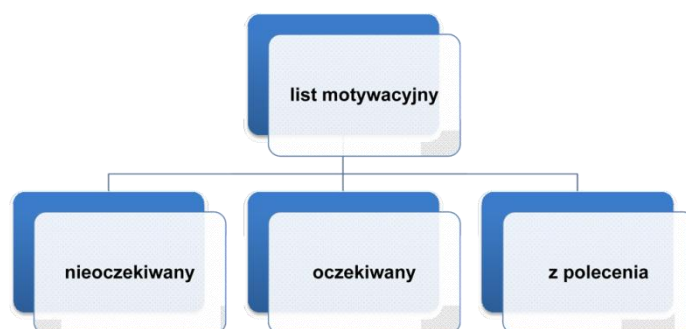 list motywacyjny
nieoczekiwany
oczekiwany
z polecenia